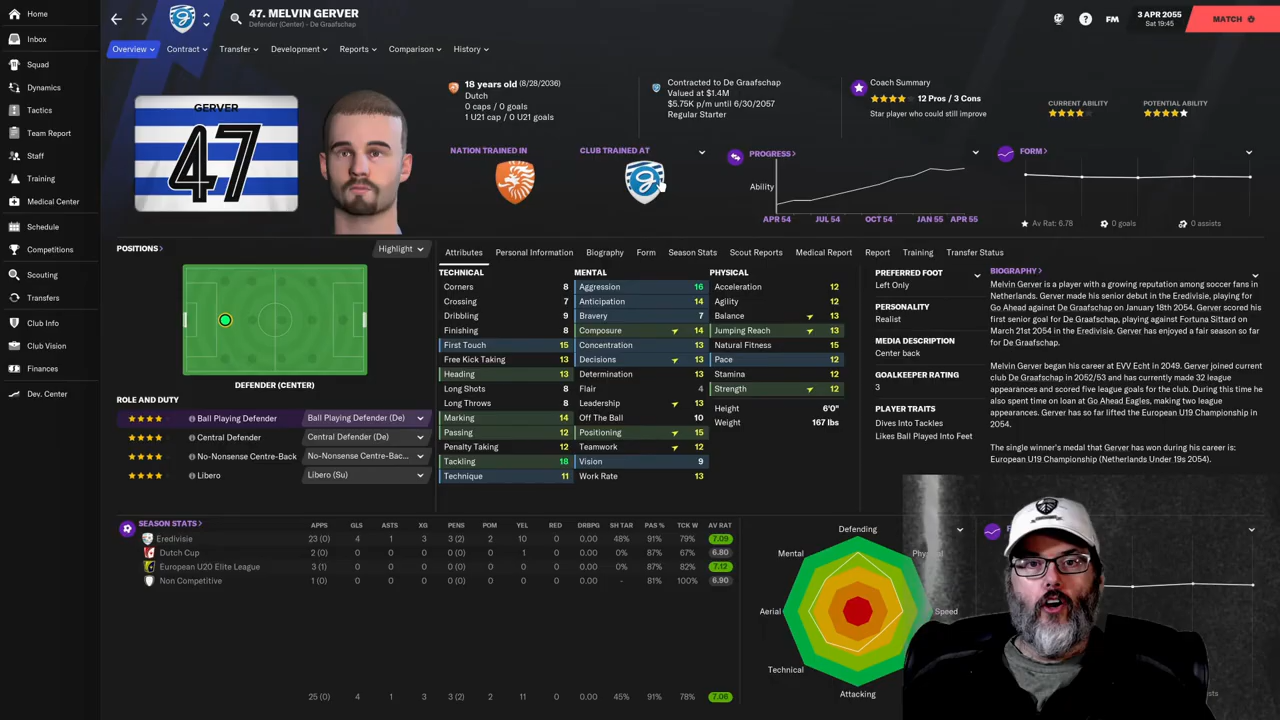 Home
Inbox
Squad
Dynamics
Tactics
Team Report
Staff
Training
Medical Center
Schedule
Competitions
Scouting
Transfers
Club Info
Club Vision
Finances
Dev. Center
47. MELVIN GERVER
Defender (Center) - De Graafschap
FM
3 APR 2055
Sat 19:45
MATCH
Overview
Contract
Transfer
Development
Reports
Comparison
History
GERVER
47
18 years old (8/28/2036)
Dutch
0 caps / 0 goals
1 U21 cap / 0 U21 goals
Contracted to De Graafschap
Valued at $1.4M
$5.75K p/m until 6/30/2057
Regular Starter
Coach Summary
12 Pros / 3 Cons
Star player who could still improve
CURRENT ABILITY
POTENTIAL ABILITY
NATION TRAINED IN
CLUB TRAINED AT
PROGRESS
Ability
APR 54 JUL 54 OCT 54 JAN 55 APR 55
FORM
Av Rat: 6.78
0 goals
0 assists
POSITIONS
Highlight
DEFENDER (CENTER)
ROLE AND DUTY
Ball Playing Defender Ball Playing Defender (De)
Central Defender Central Defender (De)
No-Nonsense Centre-Back No-Nonsense Centre-Bac...
Libero Libero (Su)
Attributes
Personal Information
Biography
Form
Season Stats
Scout Reports
Medical Report
Report
Training
Transfer Status
TECHNICAL
Corners 8
Crossing 7
Dribbling 9
Finishing 8
First Touch 15
Free Kick Taking 13
Heading 13
Long Shots 8
Long Throws 8
Marking 14
Passing 12
Penalty Taking 12
Tackling 18
Technique 11
MENTAL
Aggression 16
Anticipation 14
Bravery 7
Composure 14
Concentration 13
Decisions 13
Determination 13
Flair 4
Leadership 13
Off The Ball 10
Positioning 15
Teamwork 12
Vision 9
Work Rate 13
PHYSICAL
Acceleration 12
Agility 12
Balance 13
Jumping Reach 13
Natural Fitness 15
Pace 12
Stamina 12
Strength 12
Height 6'0"
Weight 167 lbs
PREFERRED FOOT
Left Only
PERSONALITY
Realist
MEDIA DESCRIPTION
Center back
GOALKEEPER RATING
3
PLAYER TRAITS
Dives Into Tackles
Likes Ball Played Into Feet
BIOGRAPHY
Melvin Gerver is a player with a growing reputation among soccer fans in
Netherlands. Gerver made his senior debut in the Eredivisie, playing for
Go Ahead against De Graafschap on January 18th 2054. Gerver scored his
first senior goal for De Graafschap, playing against Fortuna Sittard on
March 21st 2054 in the Eredivisie. Gerver has enjoyed a fair season so far
for De Graafschap.
Melvin Gerver began his career at EVV Echt in 2049. Gerver joined current
club De Graafschap in 2052/53 and has currently made 32 league
appearances and scored five league goals for the club. During this time he
also spent time on loan at Go Ahead Eagles, making two league
appearances. Gerver has so far lifted the European U19 Championship in
2054.
The single winner's medal that Gerver has won during his career is:
European U19 Championship (Netherlands Under 19s 2054).
SEASON STATS
APPS GLS ASTS XG PENS POM YEL RED DRBPG SH TAR PAS % TCK W AV RAT
Eredivisie 23 (0) 4 1 3 3 (2) 2 10 0 0.00 48% 91% 79% 7.09
Dutch Cup 2 (0) 0 0 0 0 0 1 0 0.00 0% 87% 67% 6.80
European U20 Elite League 3 (1) 0 0 0 0 0 0 0 0.00 0% 87% 82% 7.12
Non Competitive 1 (0) 0 0 0 0 0 0 0 0.00 - 81% 100% 6.90
25 (0) 4 1 3 3 (2) 2 11 0 0.00 45% 91% 78% 7.06
Defending
Mental
Aerial
Speed
Technical
Attacking